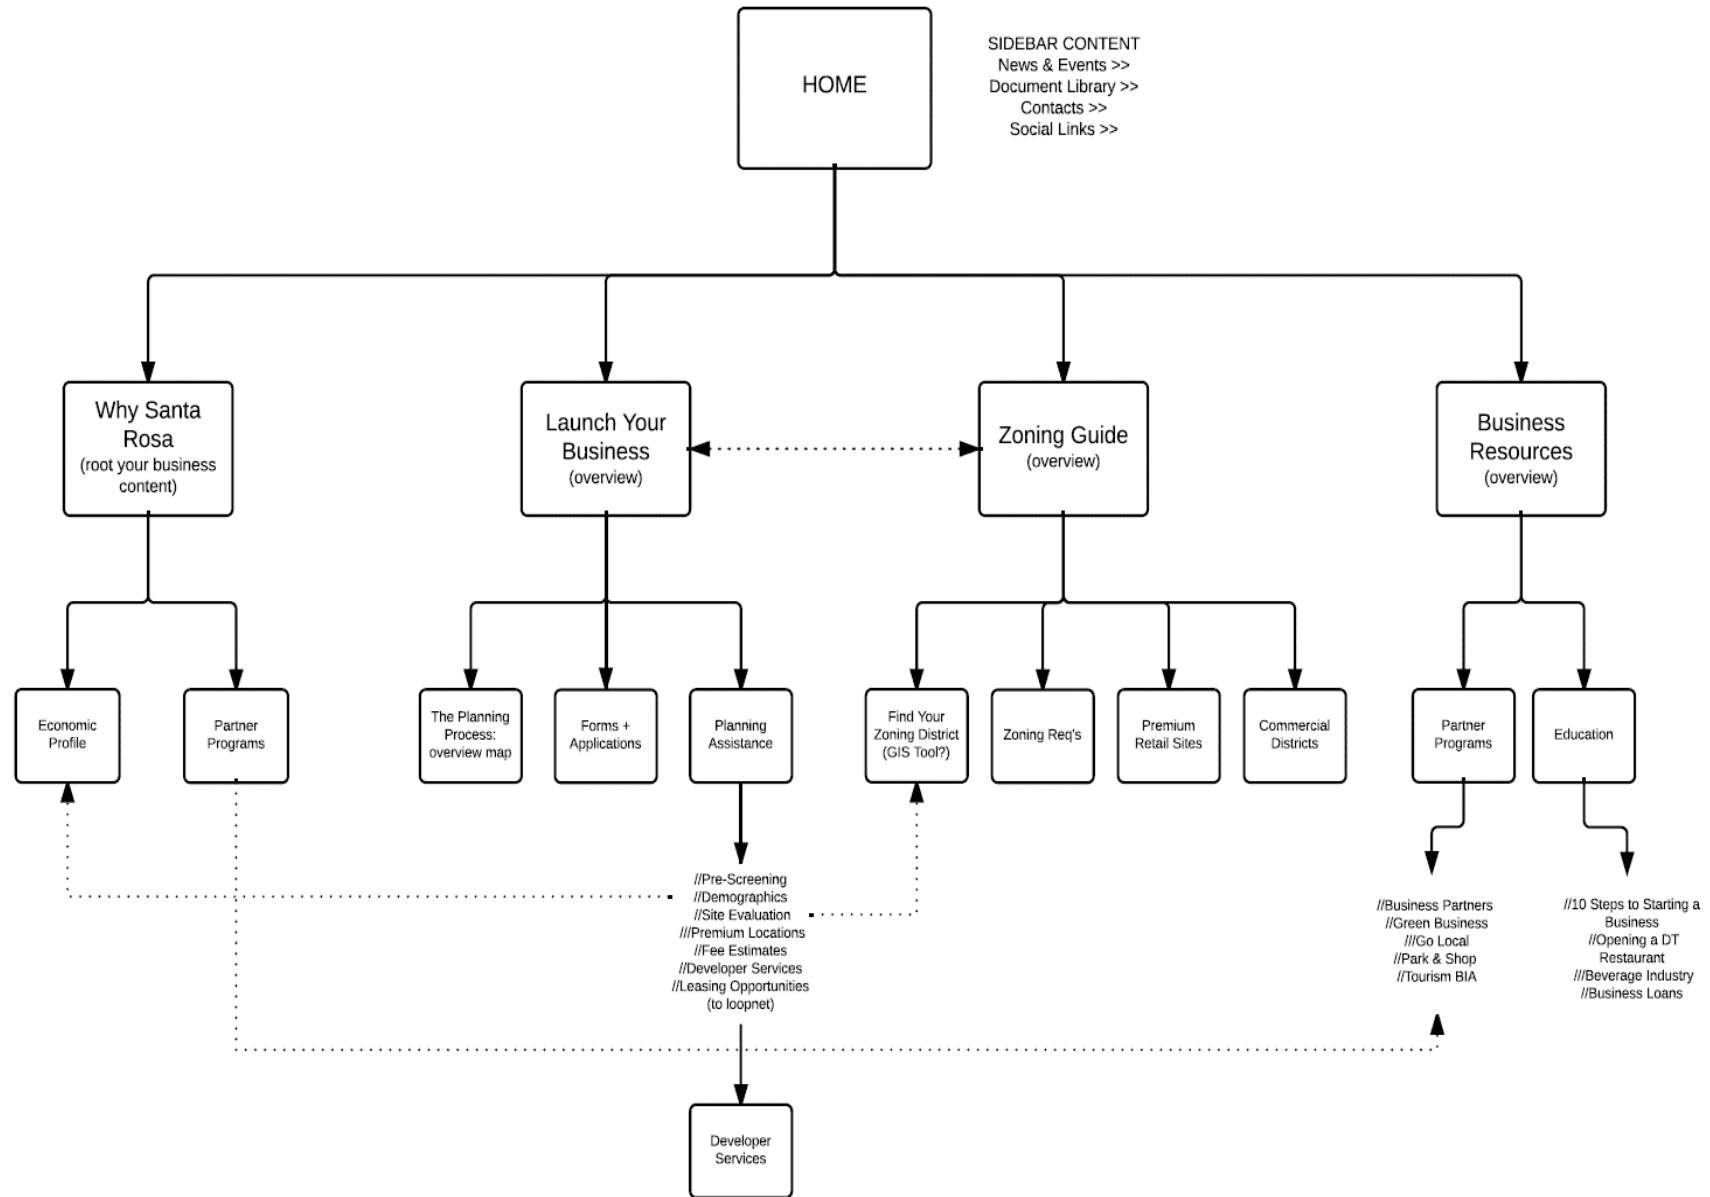 HOME
SIDEBAR CONTENT
News & Events >>
Document Library >>
Contacts >>
Social Links >>
Why Santa
Rosa
(root your business
content)
Launch Your
Business
(overview)
Zoning Guide
(overview)
Business
Resources
(overview)
Economic
Profile
Partner
Programs
The Planning
Process:
overview map
Forms +
Applications
Planning
Assistance
Find Your
Zoning District
(GIS Tool?)
Zoning Req's
Premium
Retail Sites
Commercial
Districts
Partner
Programs
Education
//Pre-Screening
//Demographics
//Site Evaluation
///Premium Locations
//Fee Estimates
//Developer Services
//Leasing Opportunities
(to loopnet)
//Business Partners
//Green Business
///Go Local
//Park & Shop
//Tourism BIA
//10 Steps to Starting a
Business
//Opening a DT
Restaurant
///Beverage Industry
//Business Loans
Developer
Services